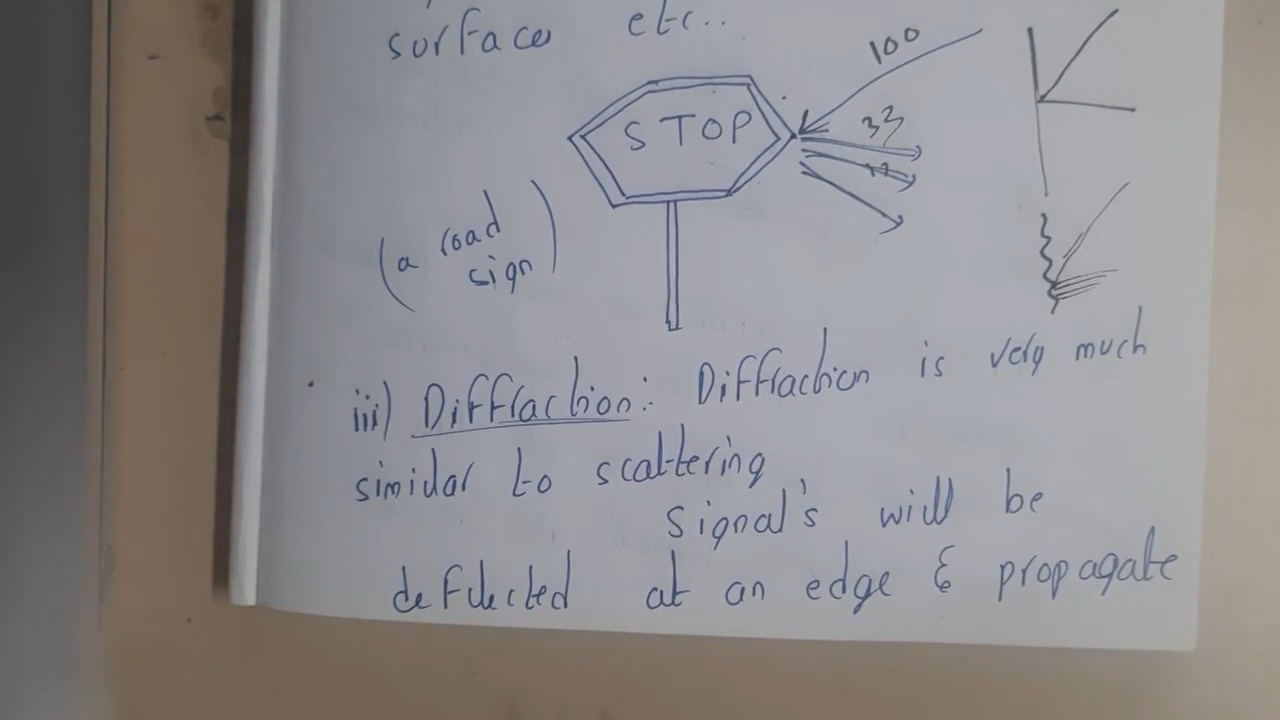 surface etc..
100
STOP
33
(a road
sign)
iii) Diffraction: Diffraction is very much
similar to scattering
Signal's will be
deflected at an edge & propagate